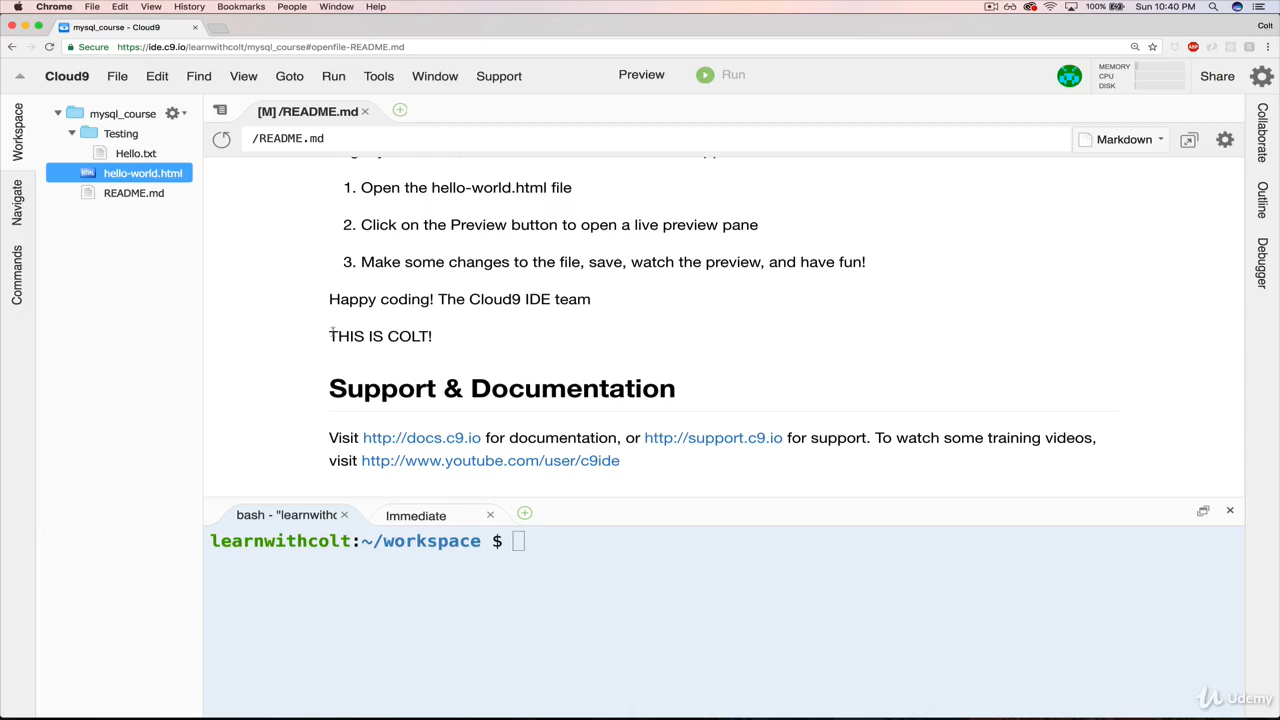 Chrome File Edit View History Bookmarks People Window Help 100% Sun 10:40 PM
mysql_course - Cloud9 × Colt
Secure https://ide.c9.io/learnwithcolt/mysql_course#openfile-README.md ABP
Cloud9 File Edit Find View Goto Run Tools Window Support Preview Run MEMORY CPU DISK Share
Workspace
Navigate
Commands
mysql_course
Testing
Hello.txt
hello-world.html
README.md
[M] /README.md ×
/README.md Markdown
1. Open the hello-world.html file
2. Click on the Preview button to open a live preview pane
3. Make some changes to the file, save, watch the preview, and have fun!
Happy coding! The Cloud9 IDE team
THIS IS COLT!
Support & Documentation
Visit http://docs.c9.io for documentation, or http://support.c9.io for support. To watch some training videos,
visit http://www.youtube.com/user/c9ide
bash - "learnwithc × Immediate ×
learnwithcolt:~/workspace $
Collaborate
Outline
Debugger
Udemy